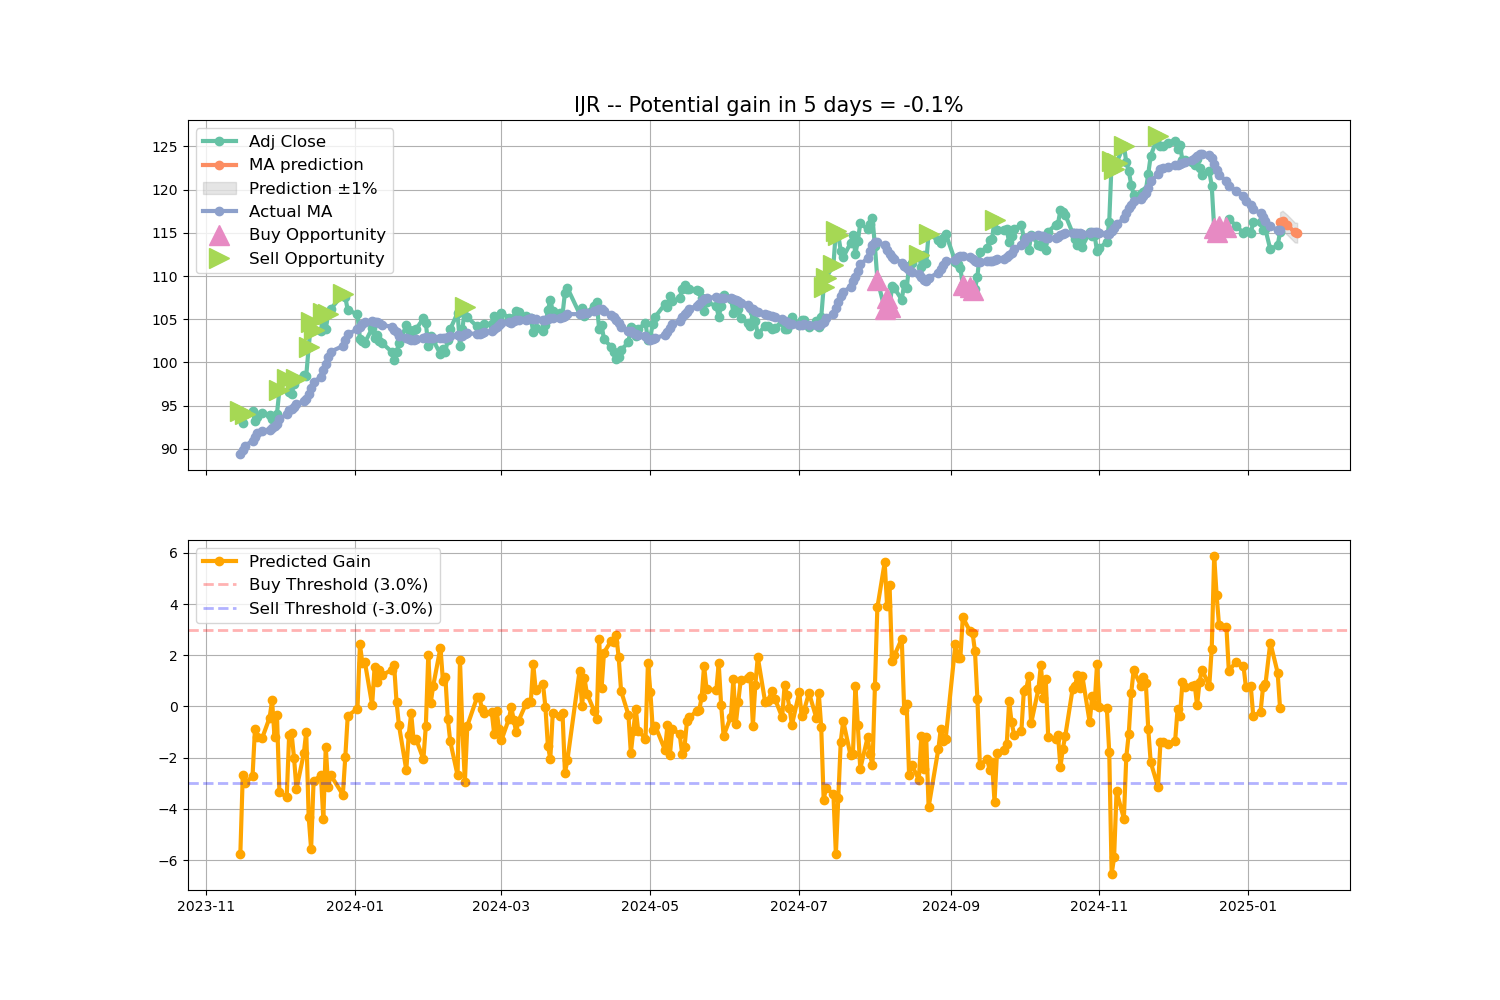 IJR -- Potential gain in 5 days = -0.1%
125
120
115
110
105
100
95
90
Adj Close
MA prediction
Prediction ±1%
Actual MA
Buy Opportunity
Sell Opportunity
6
4
2
0
−2
−4
−6
Predicted Gain
Buy Threshold (3.0%)
Sell Threshold (-3.0%)
2023-11 2024-01 2024-03 2024-05 2024-07 2024-09 2024-11 2025-01